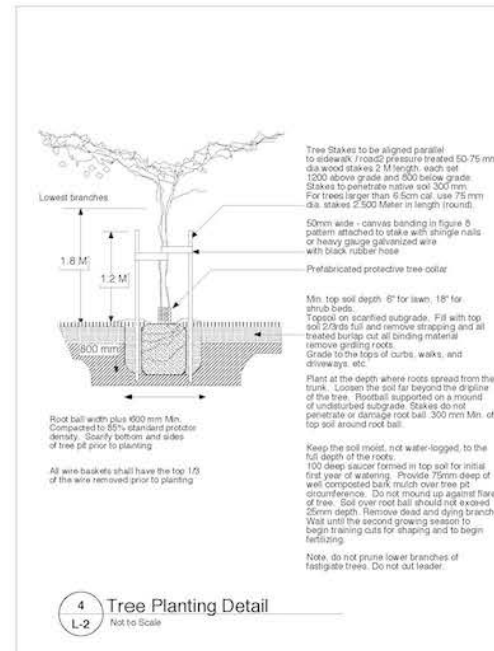 Tree Stakes to be aligned parallel
to sidewalk / road2 pressure treated 50-75 mm
dia wood stakes 2 M length, each set
1200 above grade and 800 below grade.
Stakes to penetrate native soil 300 mm.
For trees larger than 6.5cm cal. use 75 mm
dia. stakes 2.500 Meter in length (round).
50mm wide - canvas banding in figure 8
pattern attached to stake with shingle nails
or heavy gauge galvanized wire
with black rubber hose
Prefabricated protective tree collar
Min. top soil depth 6" for lawn, 18" for
shrub beds.
Topsoil on scarified subgrade. Fill with top
soil 2/3rds full and remove strapping and all
treated burlap cut all binding material
remove girdling roots.
Grade to the tops of curbs, walks, and
driveways, etc.
Plant at the depth where roots spread from the
trunk. Loosen the soil far beyond the dripline
of the tree. Rootball supported on a mound
of undisturbed subgrade. Stakes do not
penetrate or damage root ball. 300 Min. of
top soil around root ball.
Keep the soil moist, not water-logged, to the
full depth of the roots.
100 deep saucer formed in top soil for initial
first year of watering. Provide 75mm deep of
well composted bark mulch over tree pit
circumference. Do not mound up against flare
of tree. Soil over root ball should not exceed
25mm depth. Remove dead and dying branch
Wait until the second growing season to
begin training cuts for shaping and to begin
fertilizing.
Note, do not prune lower branches of
fastigiate trees. Do not cut leader.
Lowest branches
1.8 M
1.2 M
800 mm
Root ball width plus 600 mm Min.
Compacted to 85% standard protdor
density. Scarify bottom and sides
of tree pit prior to planting
All wire baskets shall have the top 1/3
of the wire removed prior to planting
4
L-2
Tree Planting Detail
Not to Scale